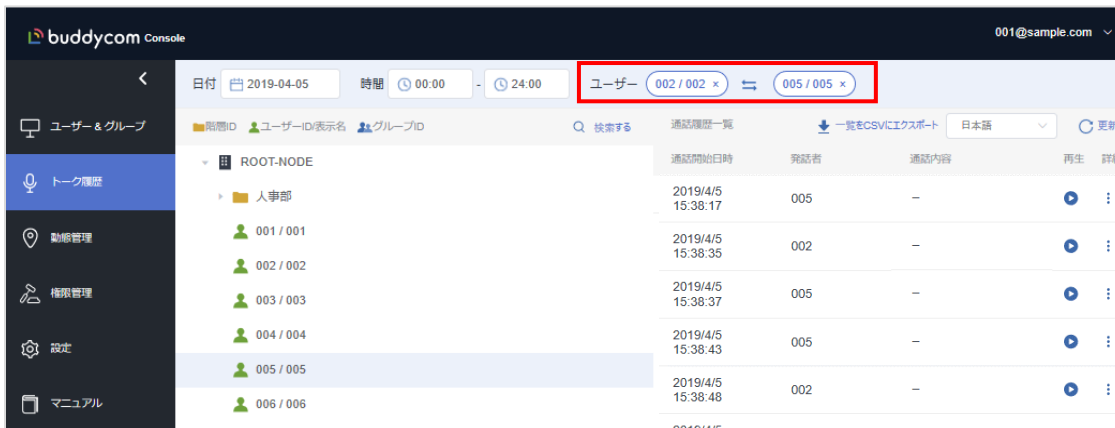 buddycom Console
001@sample.com
日付 2019-04-05 時間 00:00 - 24:00 ユーザー 002 / 002 × 005 / 005 ×
ユーザー & グループ
トーク履歴
動態管理
権限管理
設定
マニュアル
階層ID ユーザーID/表示名 グループID 検索する
ROOT-NODE
人事部
001 / 001
002 / 002
003 / 003
004 / 004
005 / 005
006 / 006
通話履歴一覧 一覧をCSVにエクスポート 日本語 更新
通話開始日時 発話者 通話内容 再生 詳細
2019/4/5
15:38:17 005 –
2019/4/5
15:38:35 002 –
2019/4/5
15:38:37 005 –
2019/4/5
15:38:43 005 –
2019/4/5
15:38:48 002 –
2019/4/5